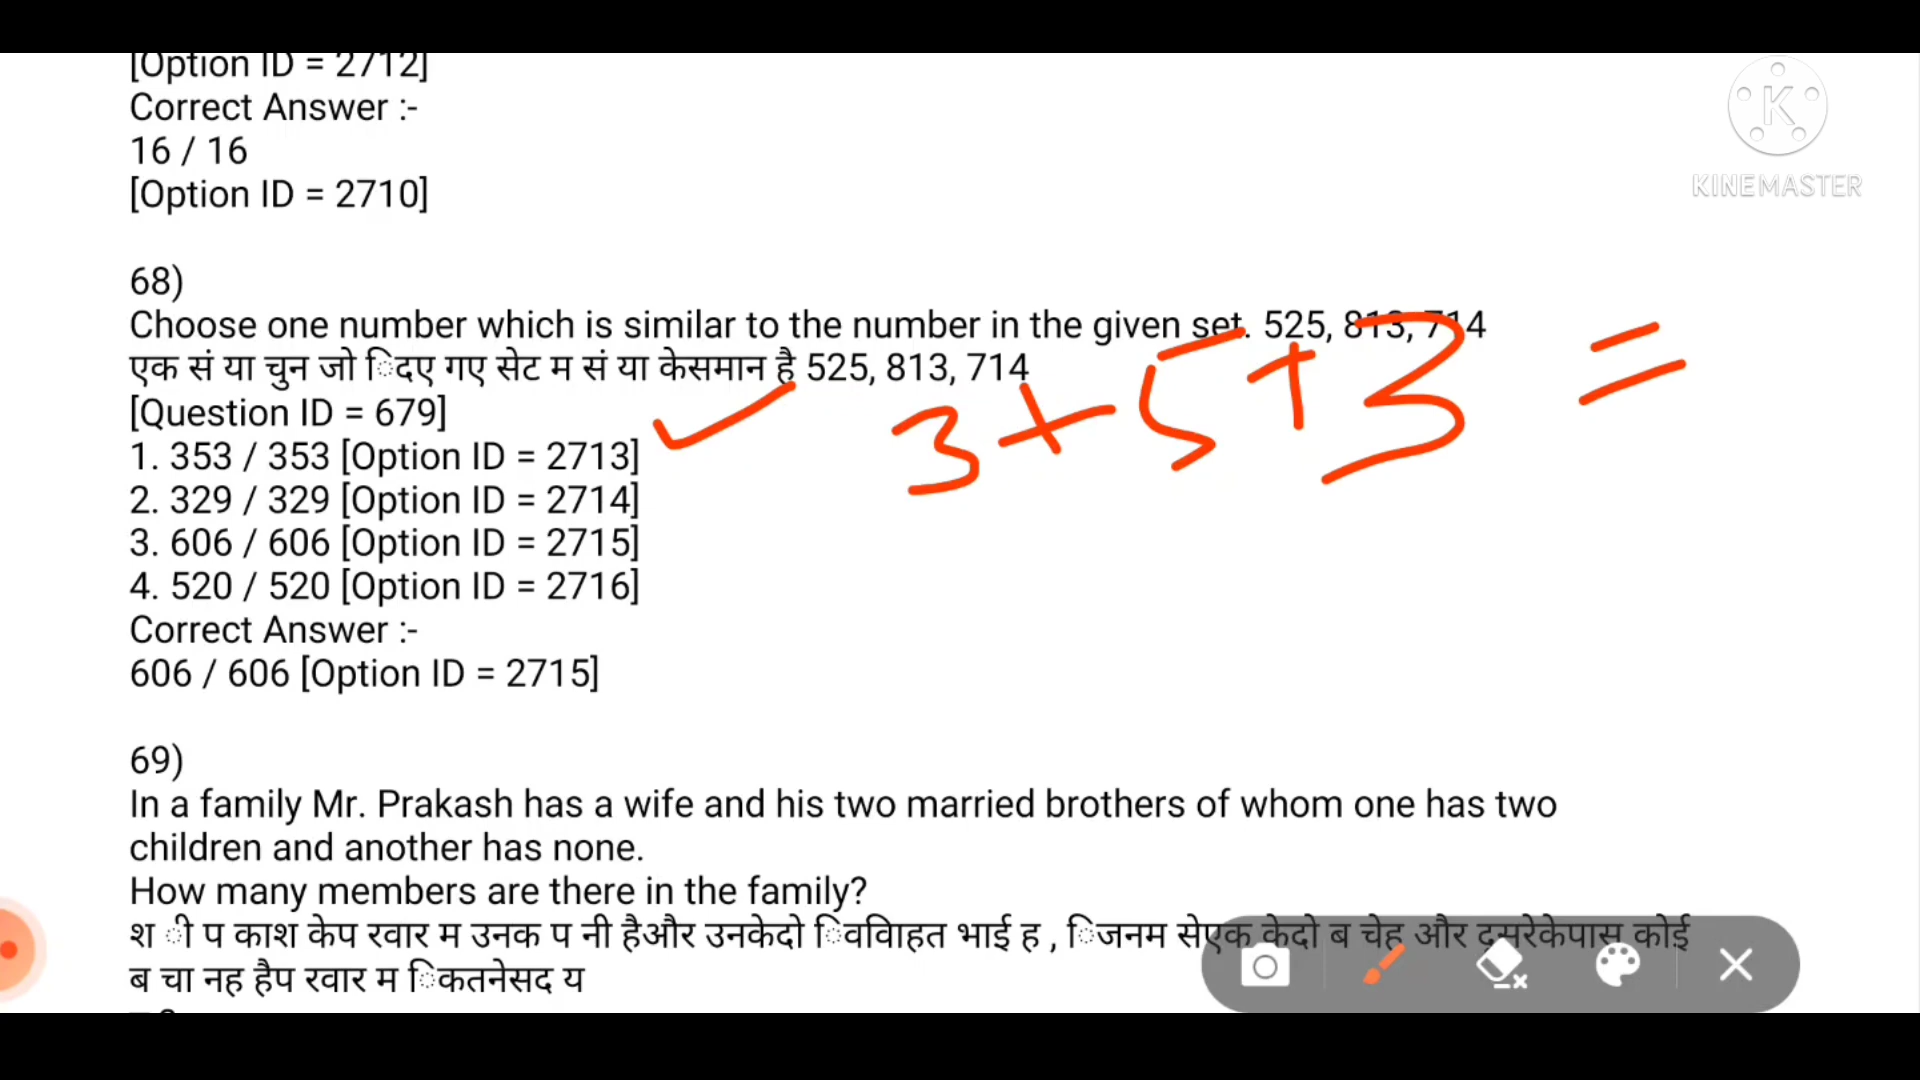 [Option ID = 2712]
Correct Answer :-
16 / 16
[Option ID = 2710]
KINEMASTER
68)
Choose one number which is similar to the number in the given set. 525, 813, 714
एक सं या चुन जो िदए गए सेट म सं या केसमान है 525, 813, 714
[Question ID = 679]
3+5+3 =
1. 353 / 353 [Option ID = 2713]
2. 329 / 329 [Option ID = 2714]
3. 606 / 606 [Option ID = 2715]
4. 520 / 520 [Option ID = 2716]
Correct Answer :-
606 / 606 [Option ID = 2715]
69)
In a family Mr. Prakash has a wife and his two married brothers of whom one has two
children and another has none.
How many members are there in the family?
श ी प काश केप रवार म उनक प नी हैऔर उनकेदो िववािहत भाई ह , िजनम सेएक केदो ब चेह और दूसरेकेपास कोई
ब चा नह हैप रवार म िकतनेसद य